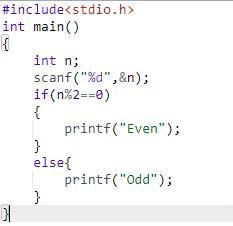 #include<stdio.h>
int main()
{
    int n;
    scanf("%d",&n);
    if(n%2==0)
    {
        printf("Even");
    }
    else{
        printf("Odd");
    }
}